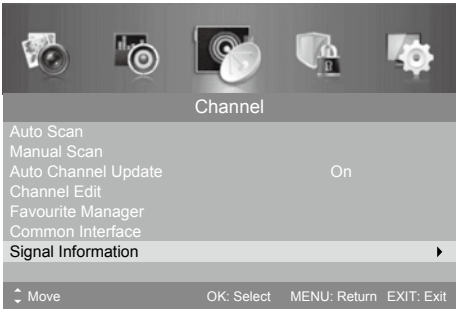 Channel
Auto Scan
Manual Scan
Auto Channel Update On
Channel Edit
Favourite Manager
Common Interface
Signal Information
Move OK: Select MENU: Return EXIT: Exit